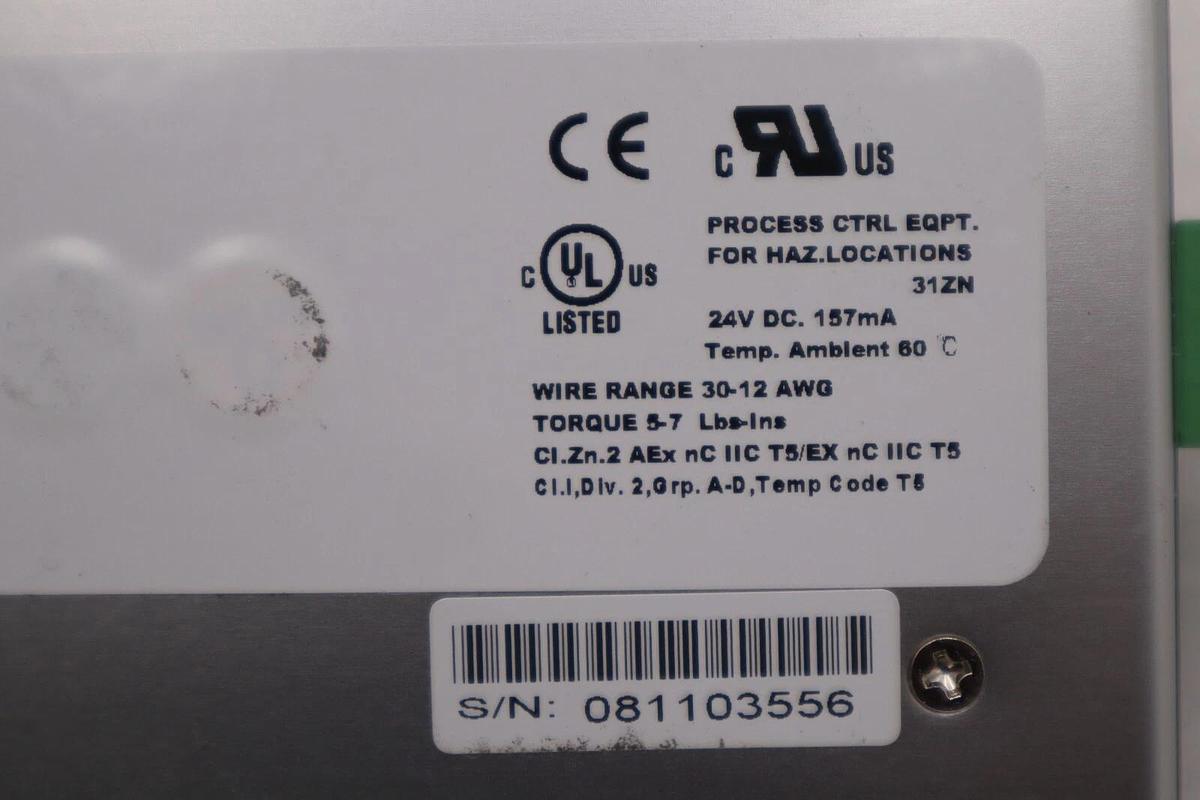 CE
C RU US
C UL US
LISTED
PROCESS CTRL EQPT.
FOR HAZ.LOCATIONS
31ZN
24V DC. 157mA
Temp. Ambient 60 ℃
WIRE RANGE 30-12 AWG
TORQUE 5-7 Lbs-Ins
Cl.Zn.2 AEx nC IIC T5/EX nC IIC T5
Cl.I,Div. 2,Grp. A-D,Temp Code T5
S/N: 081103556